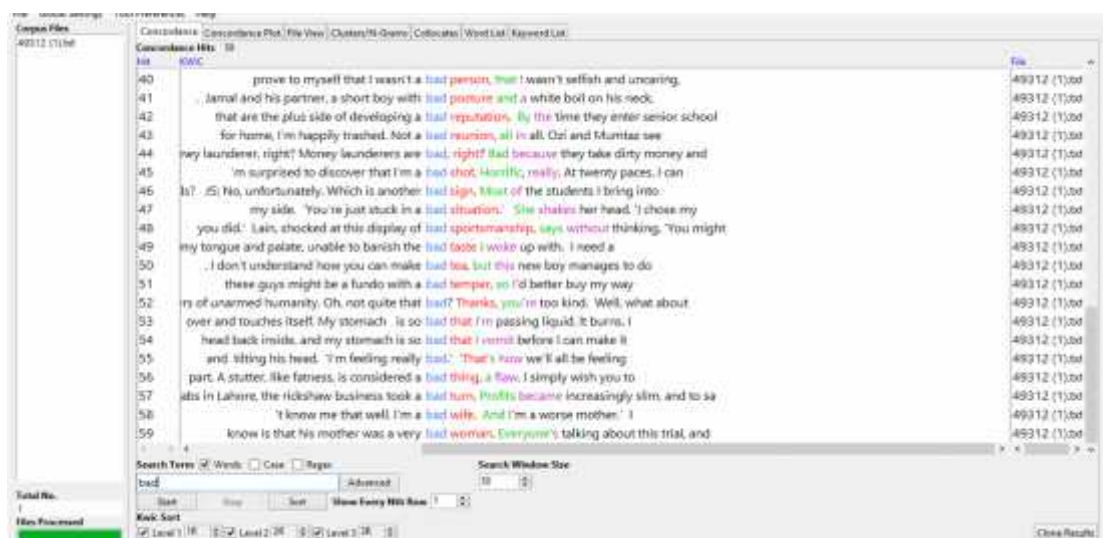 File Global Settings Tool Preferences Help
Corpus Files
49312 (1).txt
Concordance Concordance Plot File View Clusters/N-Grams Collocates Word List Keyword List
Concordance Hits 59
Hit KWIC File
40 prove to myself that I wasn't a bad person, that I wasn't selfish and uncaring, 49312 (1).txt
41 . Jamal and his partner, a short boy with bad posture and a white boil on his neck, 49312 (1).txt
42 that are the plus side of developing a bad reputation. By the time they enter senior school 49312 (1).txt
43 for home, I'm happily trashed. Not a bad reunion, all in all. Ozi and Mumtaz see 49312 (1).txt
44 ney launderer, right? Money launderers are bad, right? Bad because they take dirty money and 49312 (1).txt
45 'm surprised to discover that I'm a bad shot. Horrific, really. At twenty paces, I can 49312 (1).txt
46 ls? JS: No, unfortunately. Which is another bad sign. Most of the students I bring into 49312 (1).txt
47 my side. 'You're just stuck in a bad situation.' She shakes her head. 'I chose my 49312 (1).txt
48 you did.' I ain, shocked at this display of bad sportsmanship, says without thinking, 'You might 49312 (1).txt
49 my tongue and palate, unable to banish the bad taste I woke up with. I need a 49312 (1).txt
50 . I don't understand how you can make bad tea, but this new boy manages to do 49312 (1).txt
51 these guys might be a fundo with a bad temper, so I'd better buy my way 49312 (1).txt
52 rs of unarmed humanity. Oh, not quite that bad? Thanks, you're too kind. Well, what about 49312 (1).txt
53 over and touches itself. My stomach . is so bad that I'm passing liquid. It burns. I 49312 (1).txt
54 head back inside, and my stomach is so bad that I vomit before I can make it 49312 (1).txt
55 and tilting his head. 'I'm feeling really bad.' 'That's how we'll all be feeling 49312 (1).txt
56 part. A stutter, like fatness, is considered a bad thing, a flaw. I simply wish you to 49312 (1).txt
57 abs in Lahore, the rickshaw business took a bad turn. Profits became increasingly slim, and to sa 49312 (1).txt
58 't know me that well. I'm a bad wife. And I'm a worse mother.' I 49312 (1).txt
59 know is that his mother was a very bad woman. Everyone's talking about this trial, and 49312 (1).txt
Search Term Words Case Regex Search Window Size
bad Advanced 50
Start Stop Sort Show Every Nth Row 1
Total No.
1
Files Processed
Kwic Sort
Level 1 1R Level 2 2R Level 3 3R Clone Results